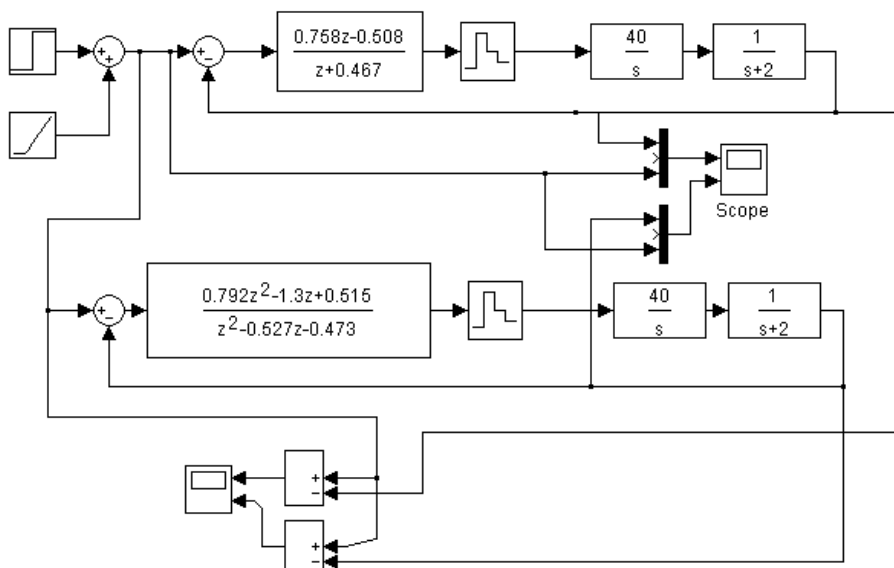 0.758z-0.508
z+0.467
40
s
1
s+2
+
+
+
−
Scope
0.792z²-1.3z+0.515
z²-0.527z-0.473
40
s
1
s+2
+
−
+
−
+
−